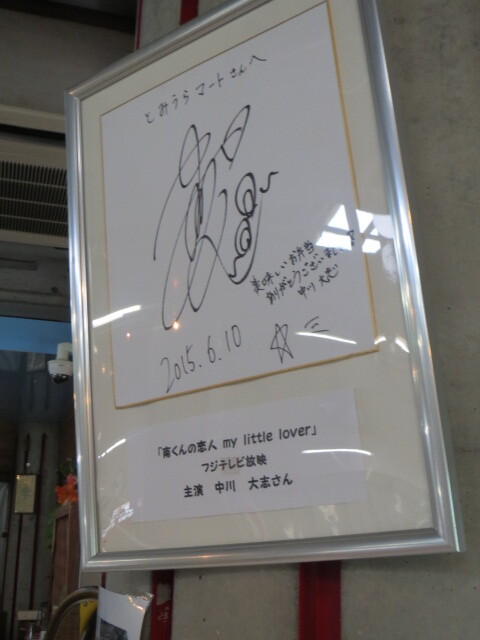 とみうらマートさんへ
美味しいお弁当
ありがとうございました
中川 大志
2015.6.10
「南くんの恋人 my little lover」
フジテレビ放映
主演 中川 大志さん